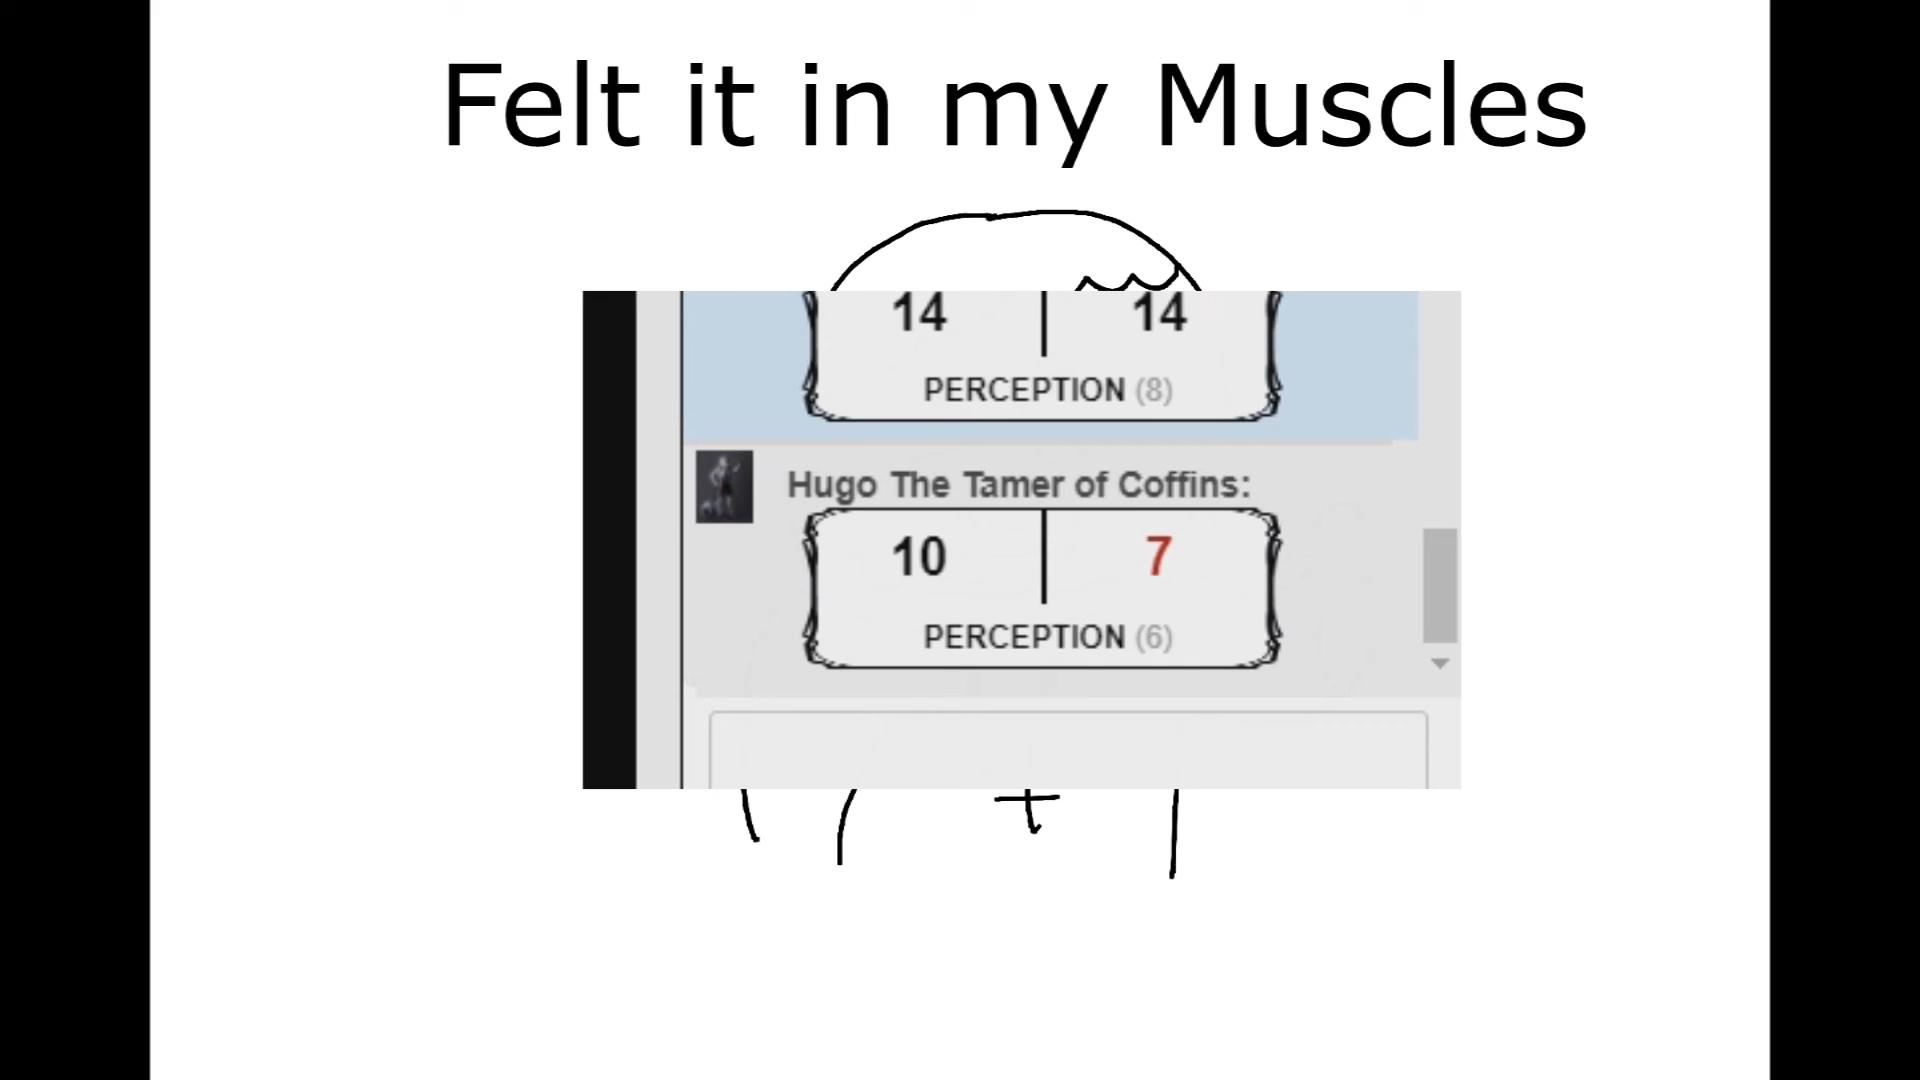 Felt it in my Muscles
14 | 14
PERCEPTION (8)
Hugo The Tamer of Coffins:
10 | 7
PERCEPTION (6)